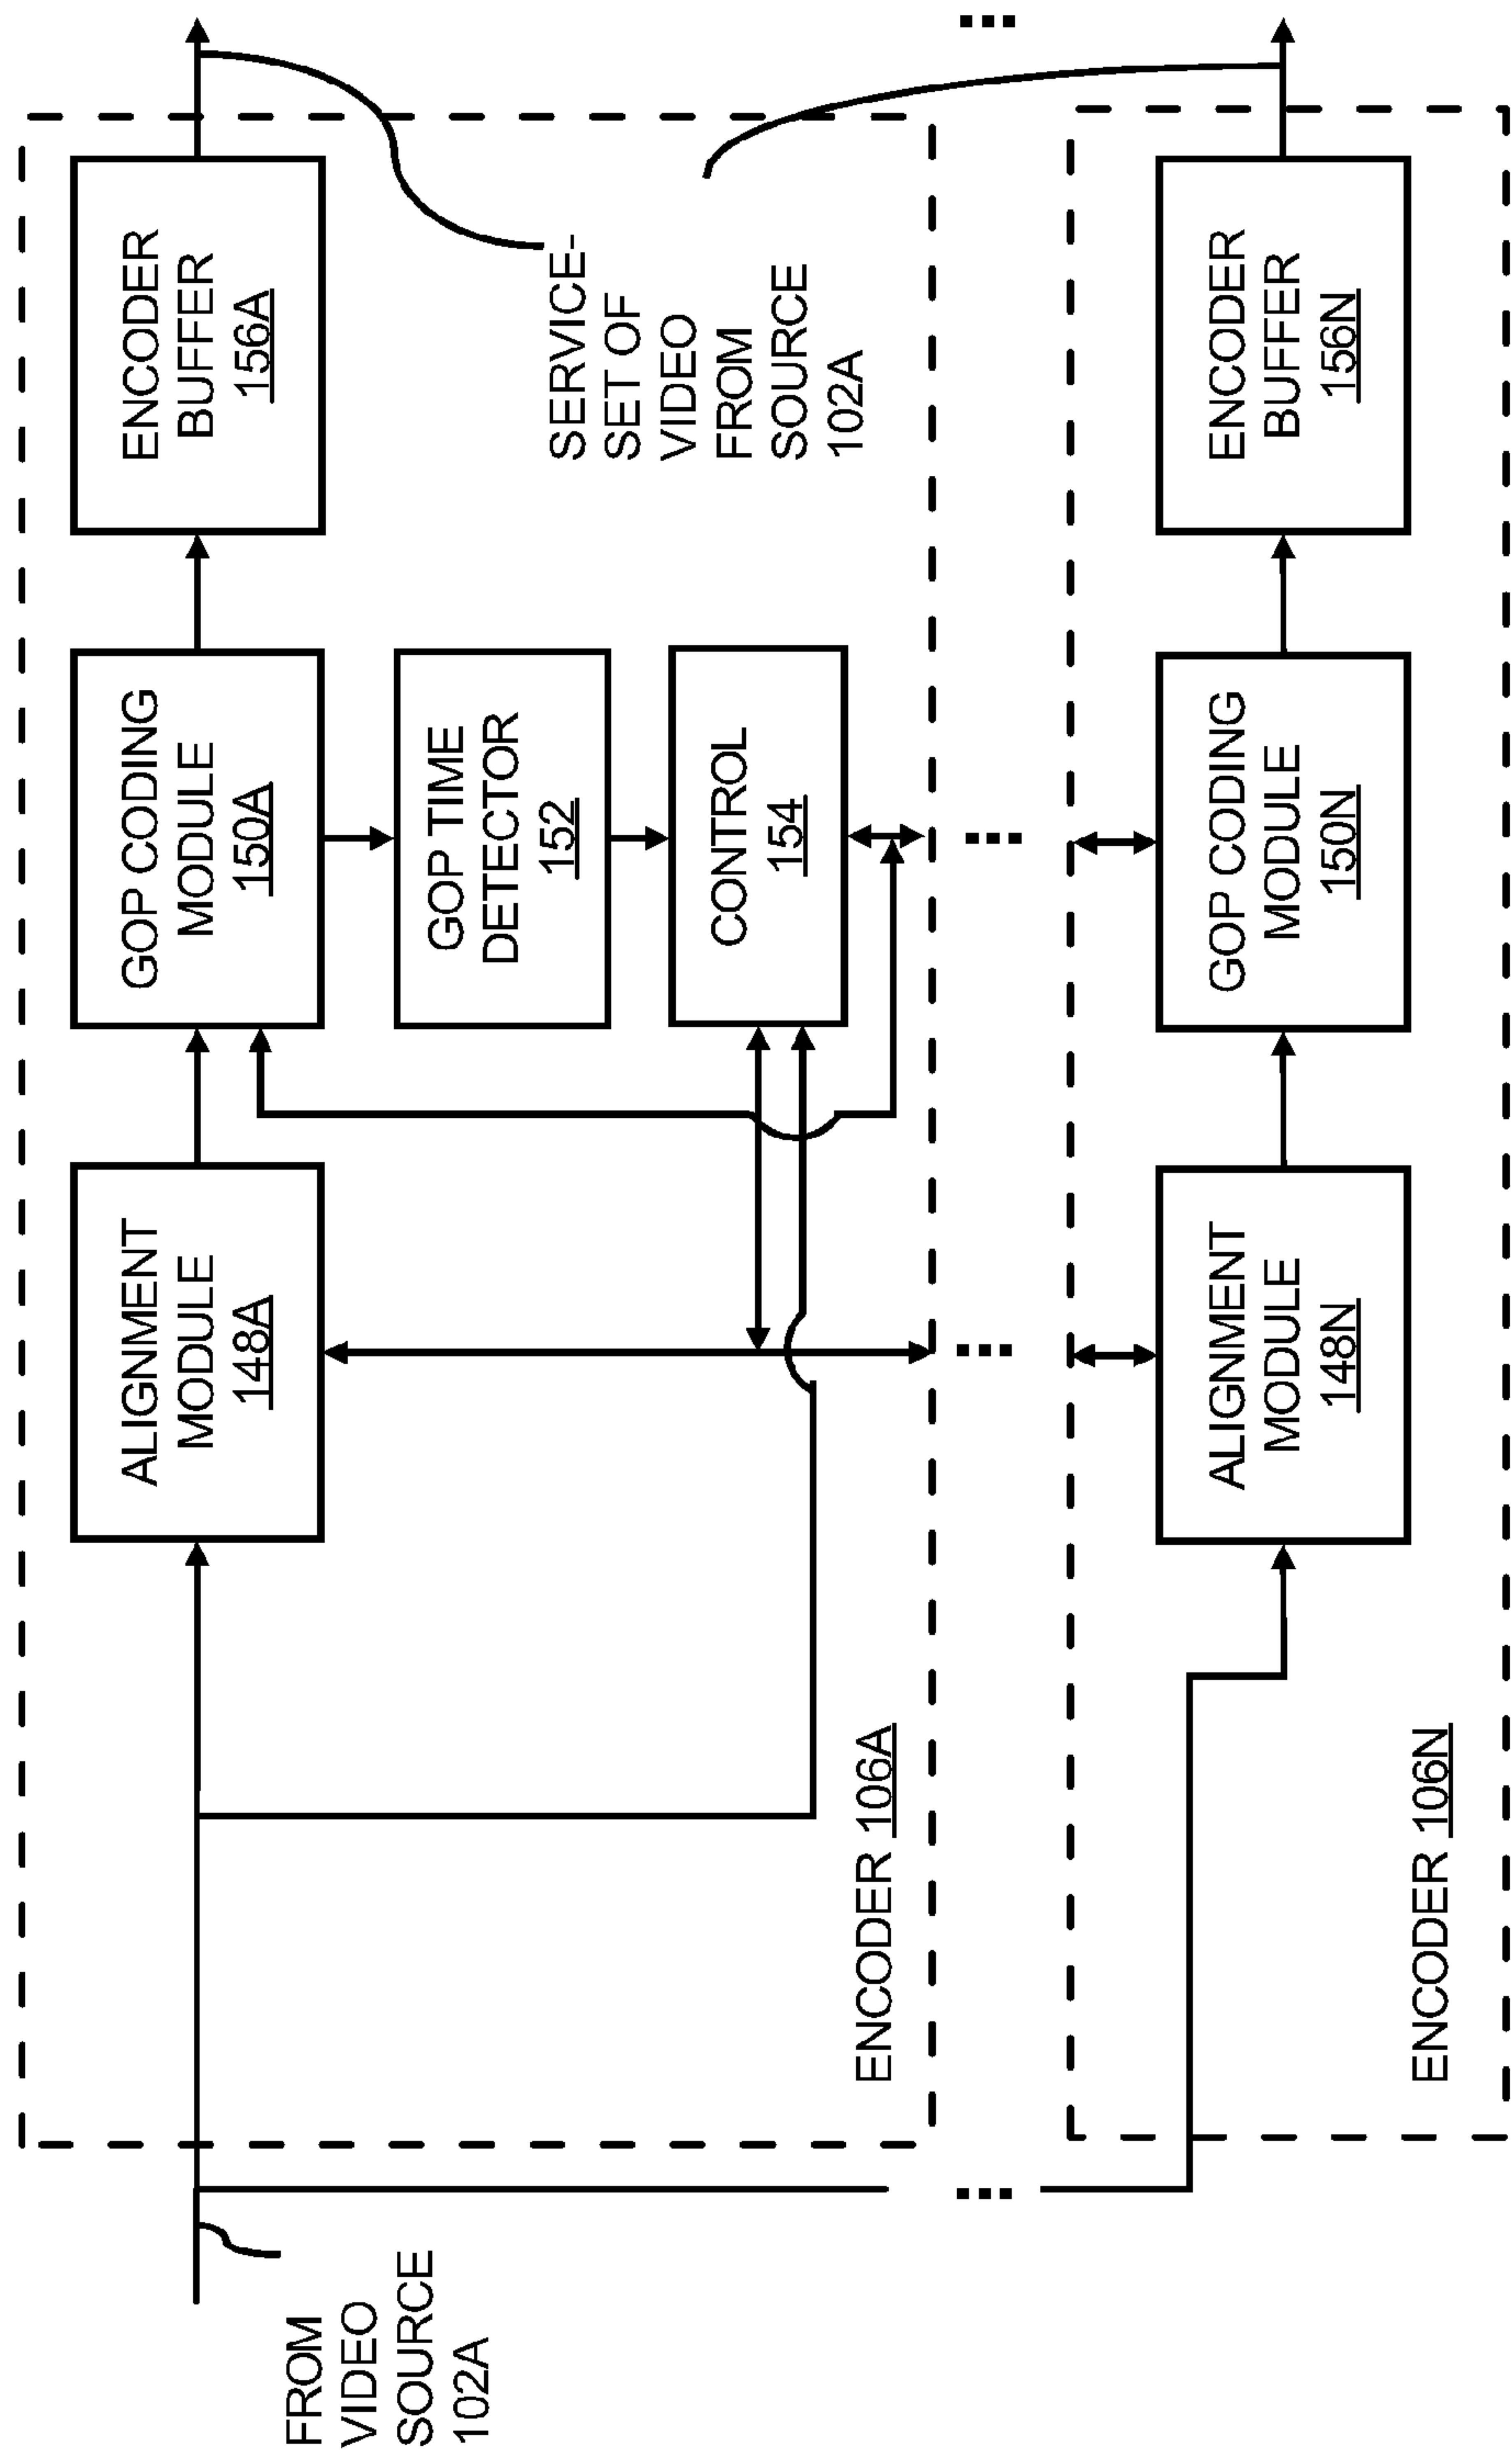 FROM
VIDEO
SOURCE
102A
ALIGNMENT
MODULE
148A
GOP CODING
MODULE
150A
ENCODER
BUFFER
156A
GOP TIME
DETECTOR
152
CONTROL
154
SERVICE-
SET OF
VIDEO
FROM
SOURCE
102A
ENCODER 106A
ALIGNMENT
MODULE
148N
GOP CODING
MODULE
150N
ENCODER
BUFFER
156N
ENCODER 106N